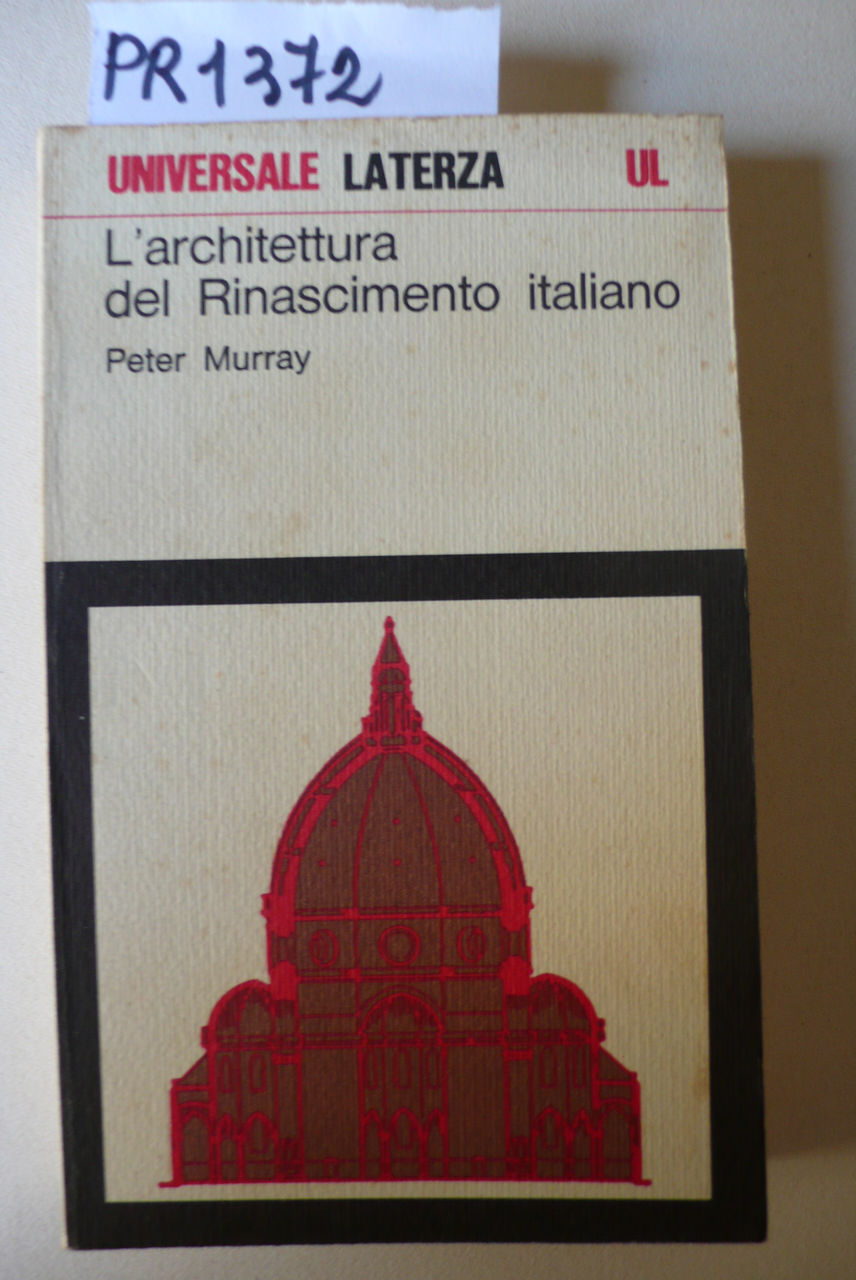 PR1372
UNIVERSALE LATERZA UL
L'architettura
del Rinascimento italiano
Peter Murray